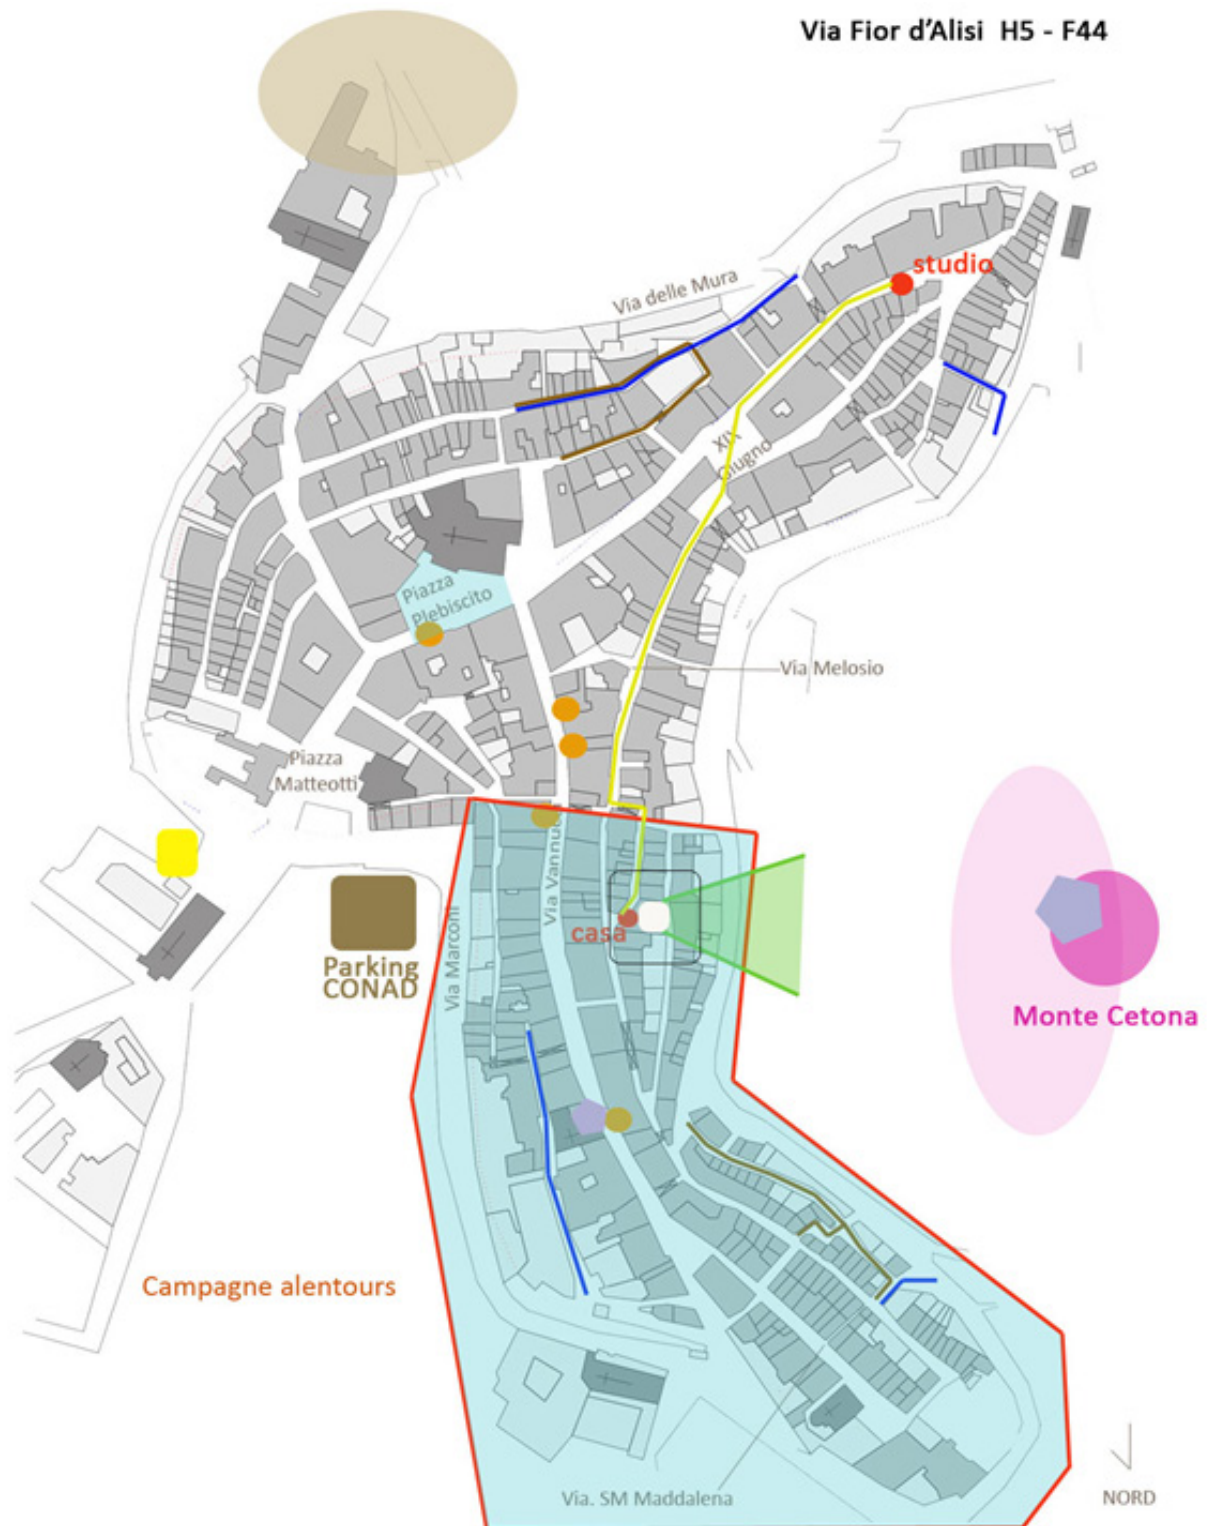 Via Fior d'Alisi  H5 - F44
studio
Via delle Mura
XIX
Giugno
Piazza
Plebiscito
Via Melosio
Piazza
Matteotti
Via Vannucci
Parking
CONAD
Via Marconi
casa
Monte Cetona
Campagne alentours
Via. SM Maddalena
NORD